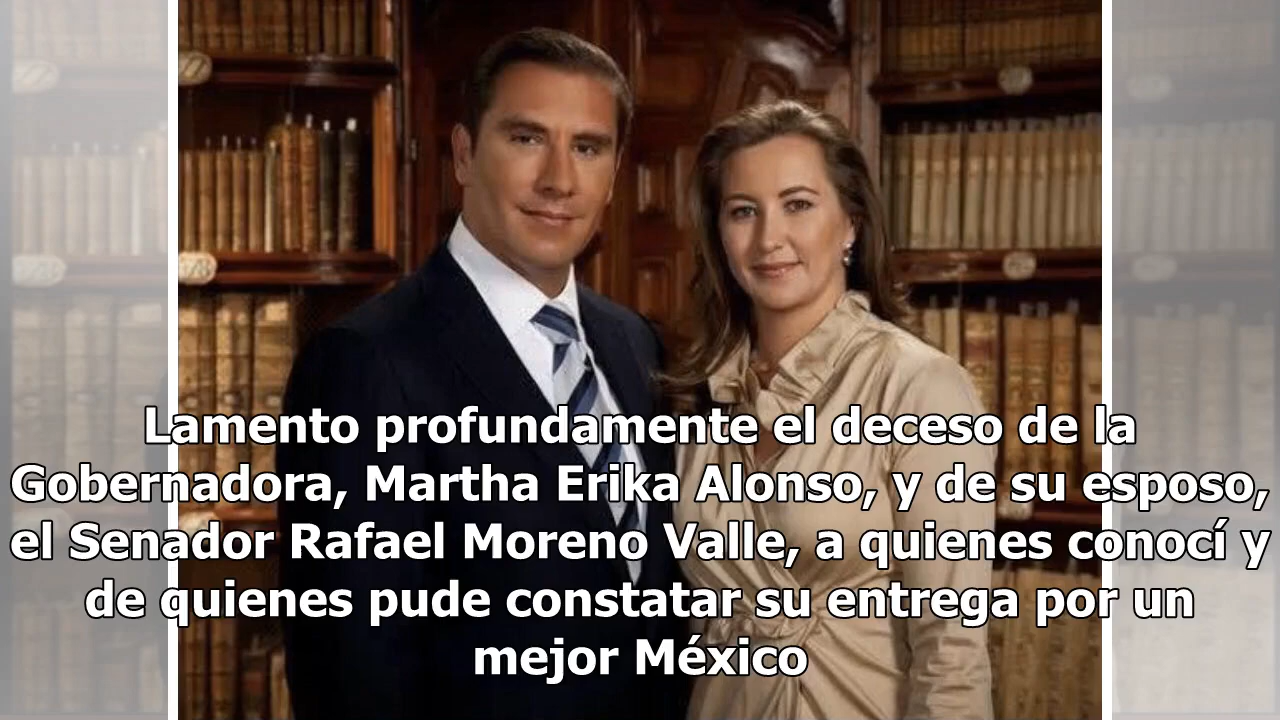 Lamento profundamente el deceso de la
Gobernadora, Martha Erika Alonso, y de su esposo,
el Senador Rafael Moreno Valle, a quienes conocí y
de quienes pude constatar su entrega por un
mejor México